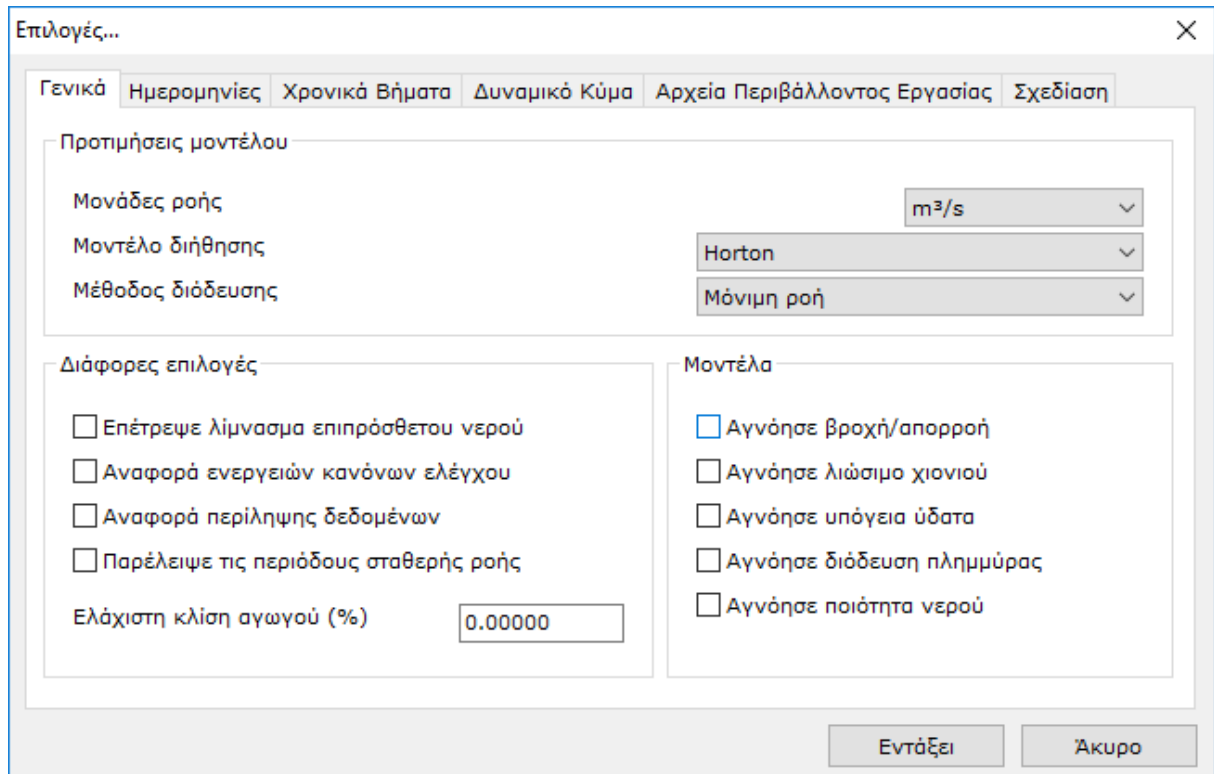 Επιλογές...
Γενικά Ημερομηνίες Χρονικά Βήματα Δυναμικό Κύμα Αρχεία Περιβάλλοντος Εργασίας Σχεδίαση
Προτιμήσεις μοντέλου
Μονάδες ροής m³/s
Μοντέλο διήθησης Horton
Μέθοδος διόδευσης Μόνιμη ροή
Διάφορες επιλογές
Επέτρεψε λίμνασμα επιπρόσθετου νερού
Αναφορά ενεργειών κανόνων ελέγχου
Αναφορά περίληψης δεδομένων
Παρέλειψε τις περιόδους σταθερής ροής
Ελάχιστη κλίση αγωγού (%) 0.00000
Μοντέλα
Αγνόησε βροχή/απορροή
Αγνόησε λιώσιμο χιονιού
Αγνόησε υπόγεια ύδατα
Αγνόησε διόδευση πλημμύρας
Αγνόησε ποιότητα νερού
Εντάξει Άκυρο